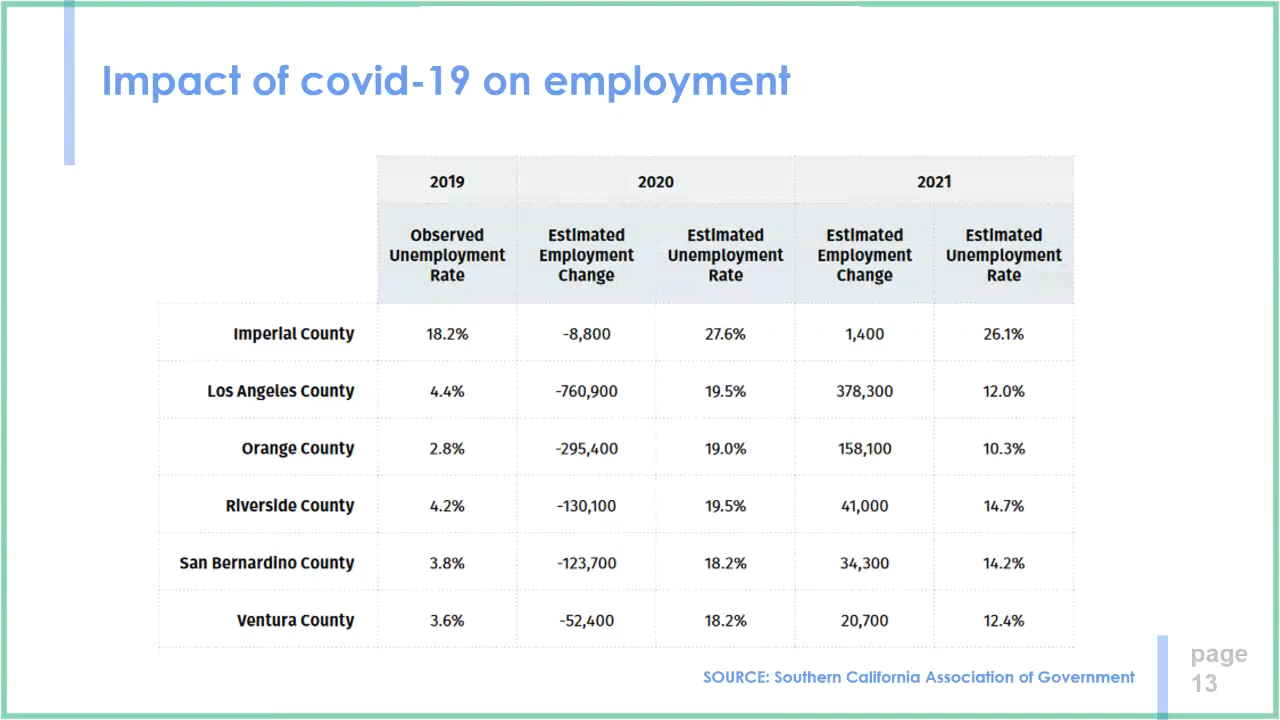 Impact of covid-19 on employment
2019 2020 2021
Observed Unemployment Rate Estimated Employment Change Estimated Unemployment Rate Estimated Employment Change Estimated Unemployment Rate
Imperial County 18.2% -8,800 27.6% 1,400 26.1%
Los Angeles County 4.4% -760,900 19.5% 378,300 12.0%
Orange County 2.8% -295,400 19.0% 158,100 10.3%
Riverside County 4.2% -130,100 19.5% 41,000 14.7%
San Bernardino County 3.8% -123,700 18.2% 34,300 14.2%
Ventura County 3.6% -52,400 18.2% 20,700 12.4%
SOURCE: Southern California Association of Government
page
13